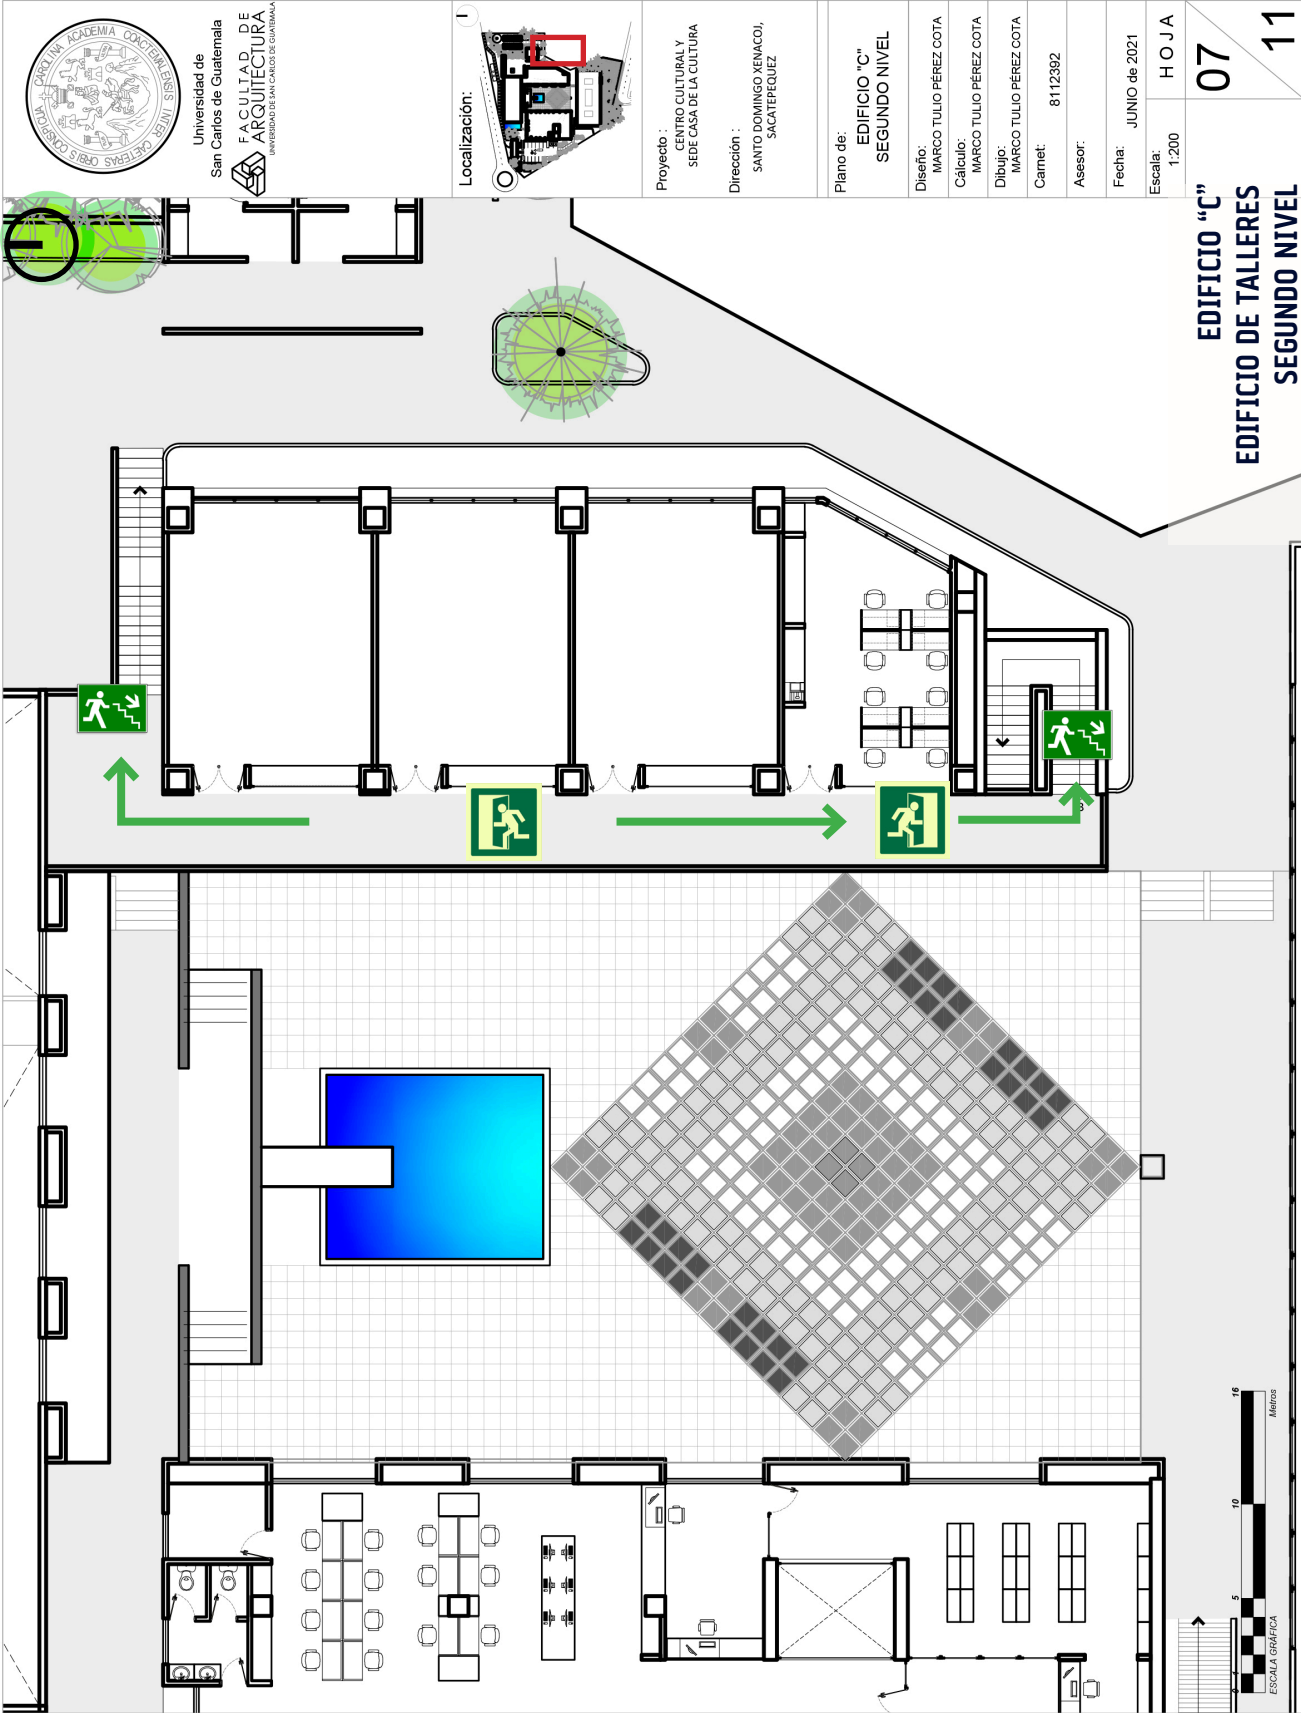 CAROLINA ACADEMIA COACTEMALENSIS INTER CAETERAS ORBIS CONSPICUA
Universidad de
San Carlos de Guatemala
FACULTAD DE
ARQUITECTURA
UNIVERSIDAD DE SAN CARLOS DE GUATEMALA
Localización:
Proyecto :
CENTRO CULTURAL Y
SEDE CASA DE LA CULTURA
Dirección :
SANTO DOMINGO XENACOJ,
SACATEPEQUEZ
Plano de:
EDIFICIO "C"
SEGUNDO NIVEL
Diseño:
MARCO TULIO PÉREZ COTA
Cálculo:
MARCO TULIO PÉREZ COTA
Dibujo:
MARCO TULIO PÉREZ COTA
Carnet:
8112392
Asesor:
Fecha:
JUNIO de 2021
Escala:
1:200
HOJA
07
11
EDIFICIO “C”
EDIFICIO DE TALLERES
SEGUNDO NIVEL
0 1 5 10 16
Metros
ESCALA GRÁFICA